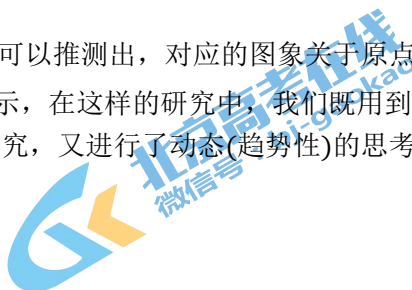 可以推测出，对应的图象关于原点
示，在这样的研究中，我们既用到
究，又进行了动态(趋势性)的思考
北京高考在线
微信号：bj-gaokao